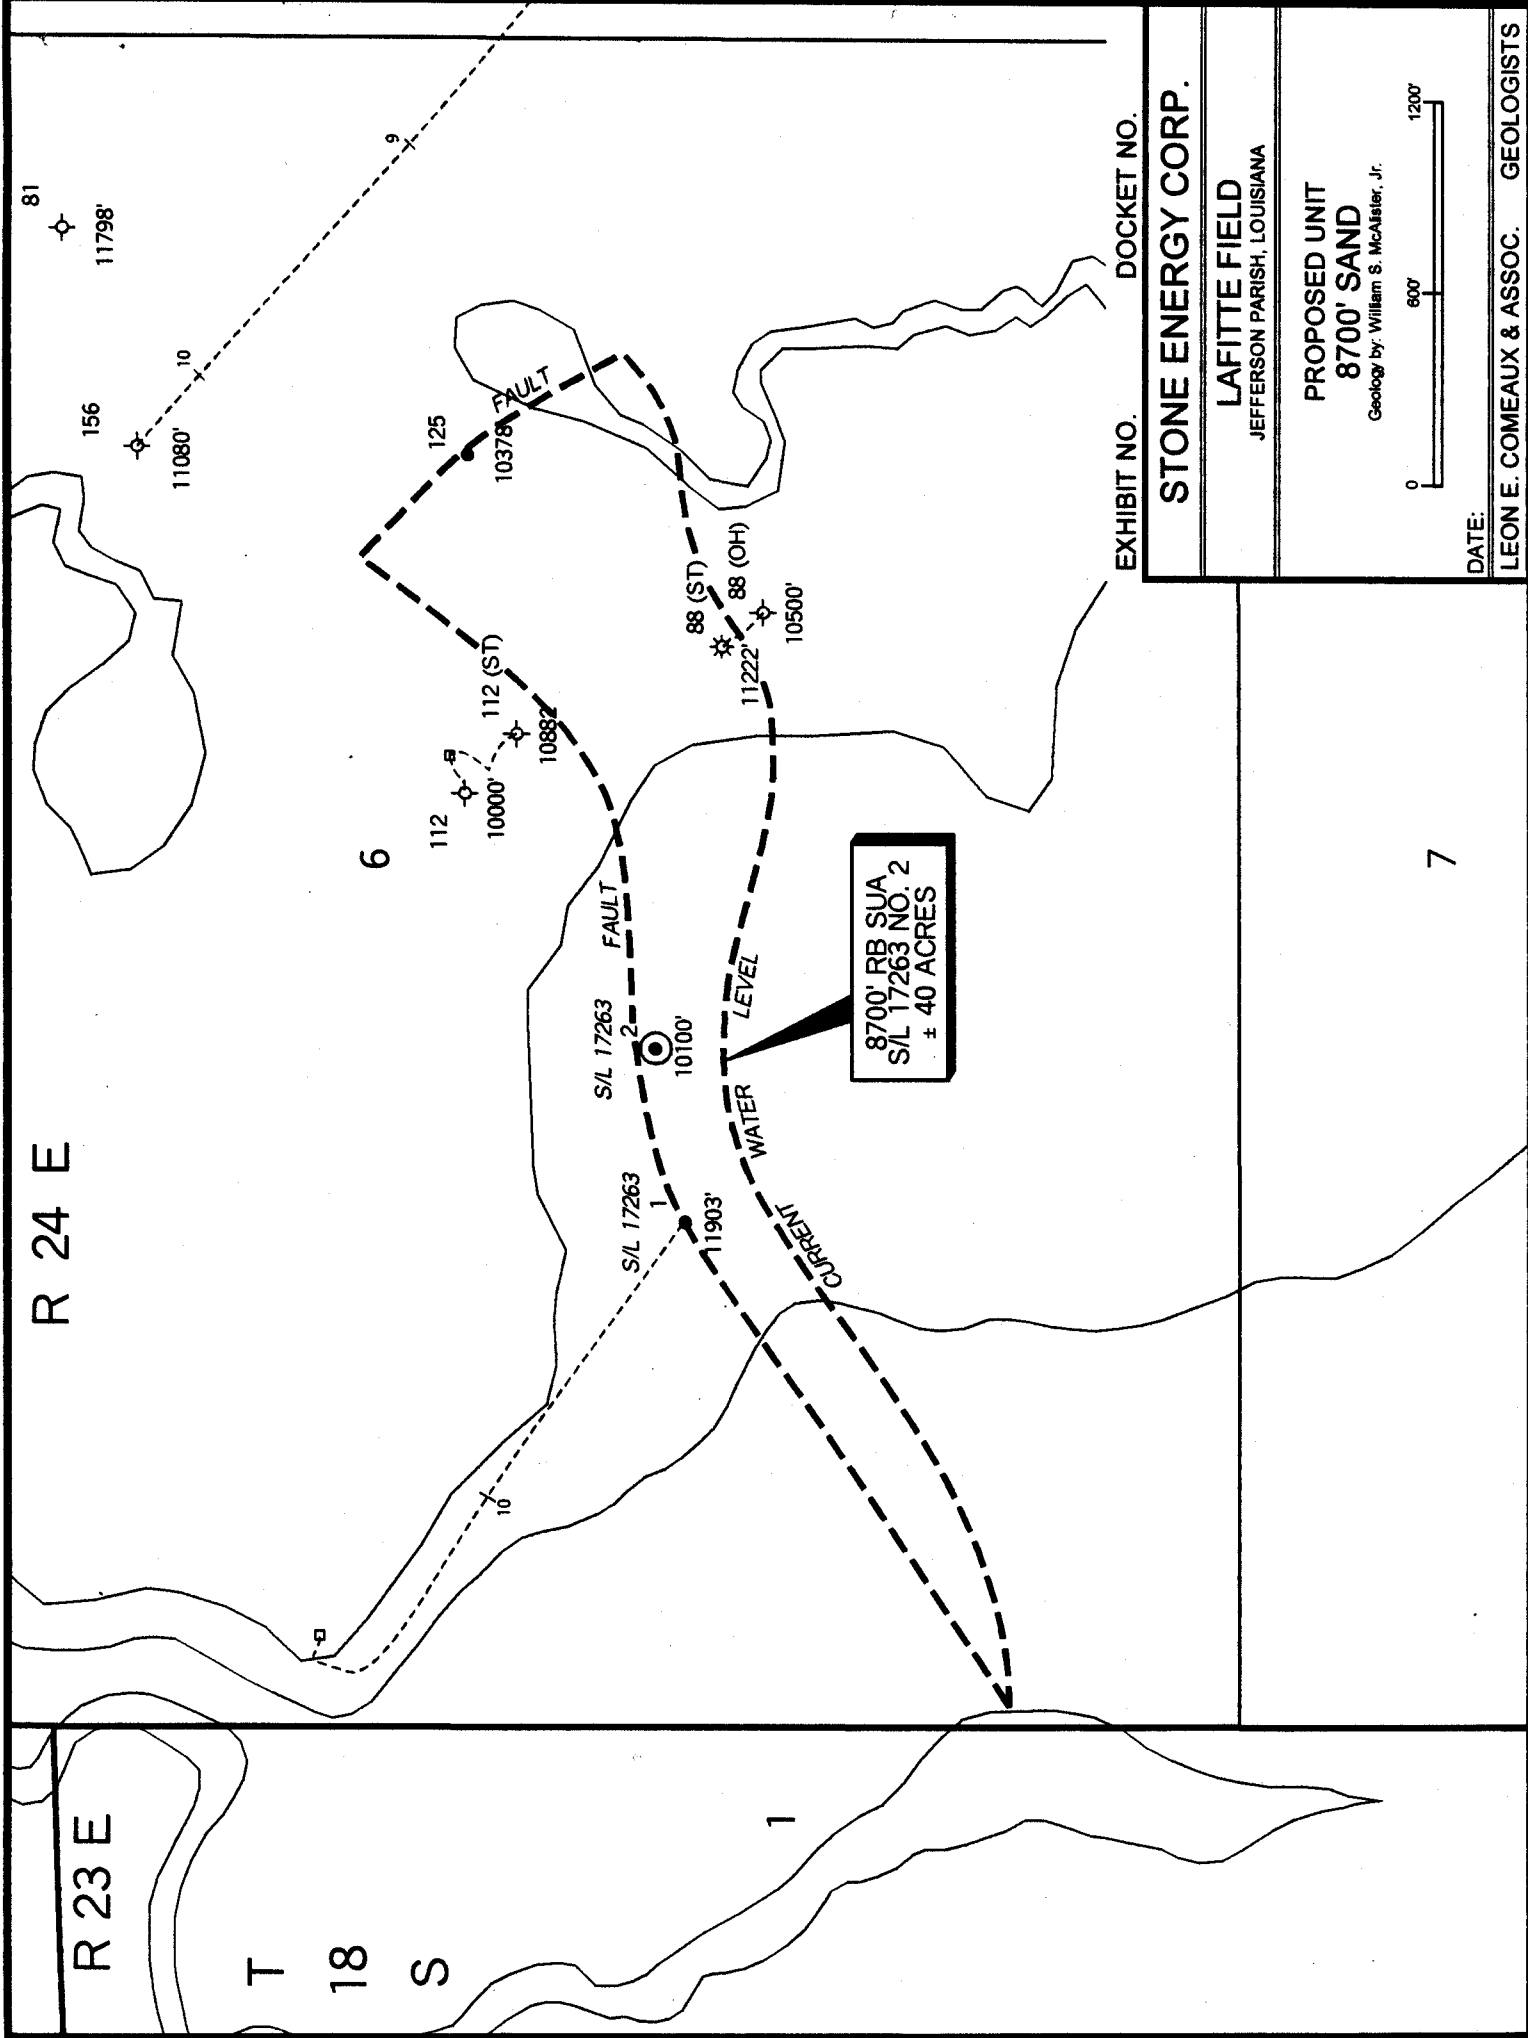 R 23 E
R 24 E
T
18
S
1
6
7
81
11798'
156
11080'
10
9
125
10378'
FAULT
112 (ST)
10882'
112
10000'
88 (ST)
88 (OH)
11222'
10500'
FAULT
S/L 17263
2
10100'
S/L 17263
1
11903'
10
CURRENT WATER LEVEL
8700' RB SUA
S/L 17263 NO. 2
± 40 ACRES
EXHIBIT NO. DOCKET NO.
STONE ENERGY CORP.
LAFITTE FIELD
JEFFERSON PARISH, LOUISIANA
PROPOSED UNIT
8700' SAND
Geology by: William S. McAlister, Jr.
0 600' 1200'
DATE:
LEON E. COMEAUX & ASSOC. GEOLOGISTS